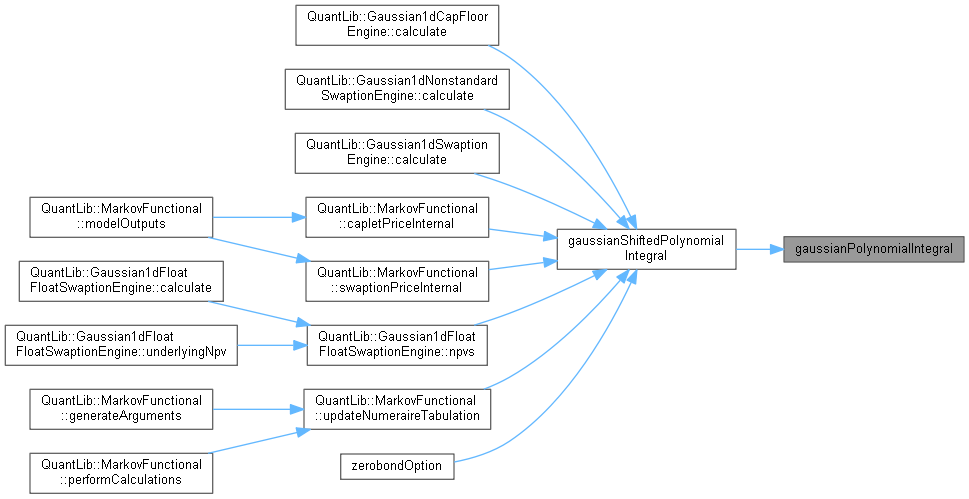 QuantLib::Gaussian1dCapFloor
Engine::calculate
QuantLib::Gaussian1dNonstandard
SwaptionEngine::calculate
QuantLib::Gaussian1dSwaption
Engine::calculate
QuantLib::MarkovFunctional
::modelOutputs
QuantLib::MarkovFunctional
::capletPriceInternal
gaussianShiftedPolynomial
Integral
gaussianPolynomialIntegral
QuantLib::Gaussian1dFloat
FloatSwaptionEngine::calculate
QuantLib::MarkovFunctional
::swaptionPriceInternal
QuantLib::Gaussian1dFloat
FloatSwaptionEngine::underlyingNpv
QuantLib::Gaussian1dFloat
FloatSwaptionEngine::npvs
QuantLib::MarkovFunctional
::generateArguments
QuantLib::MarkovFunctional
::updateNumeraireTabulation
QuantLib::MarkovFunctional
::performCalculations
zerobondOption